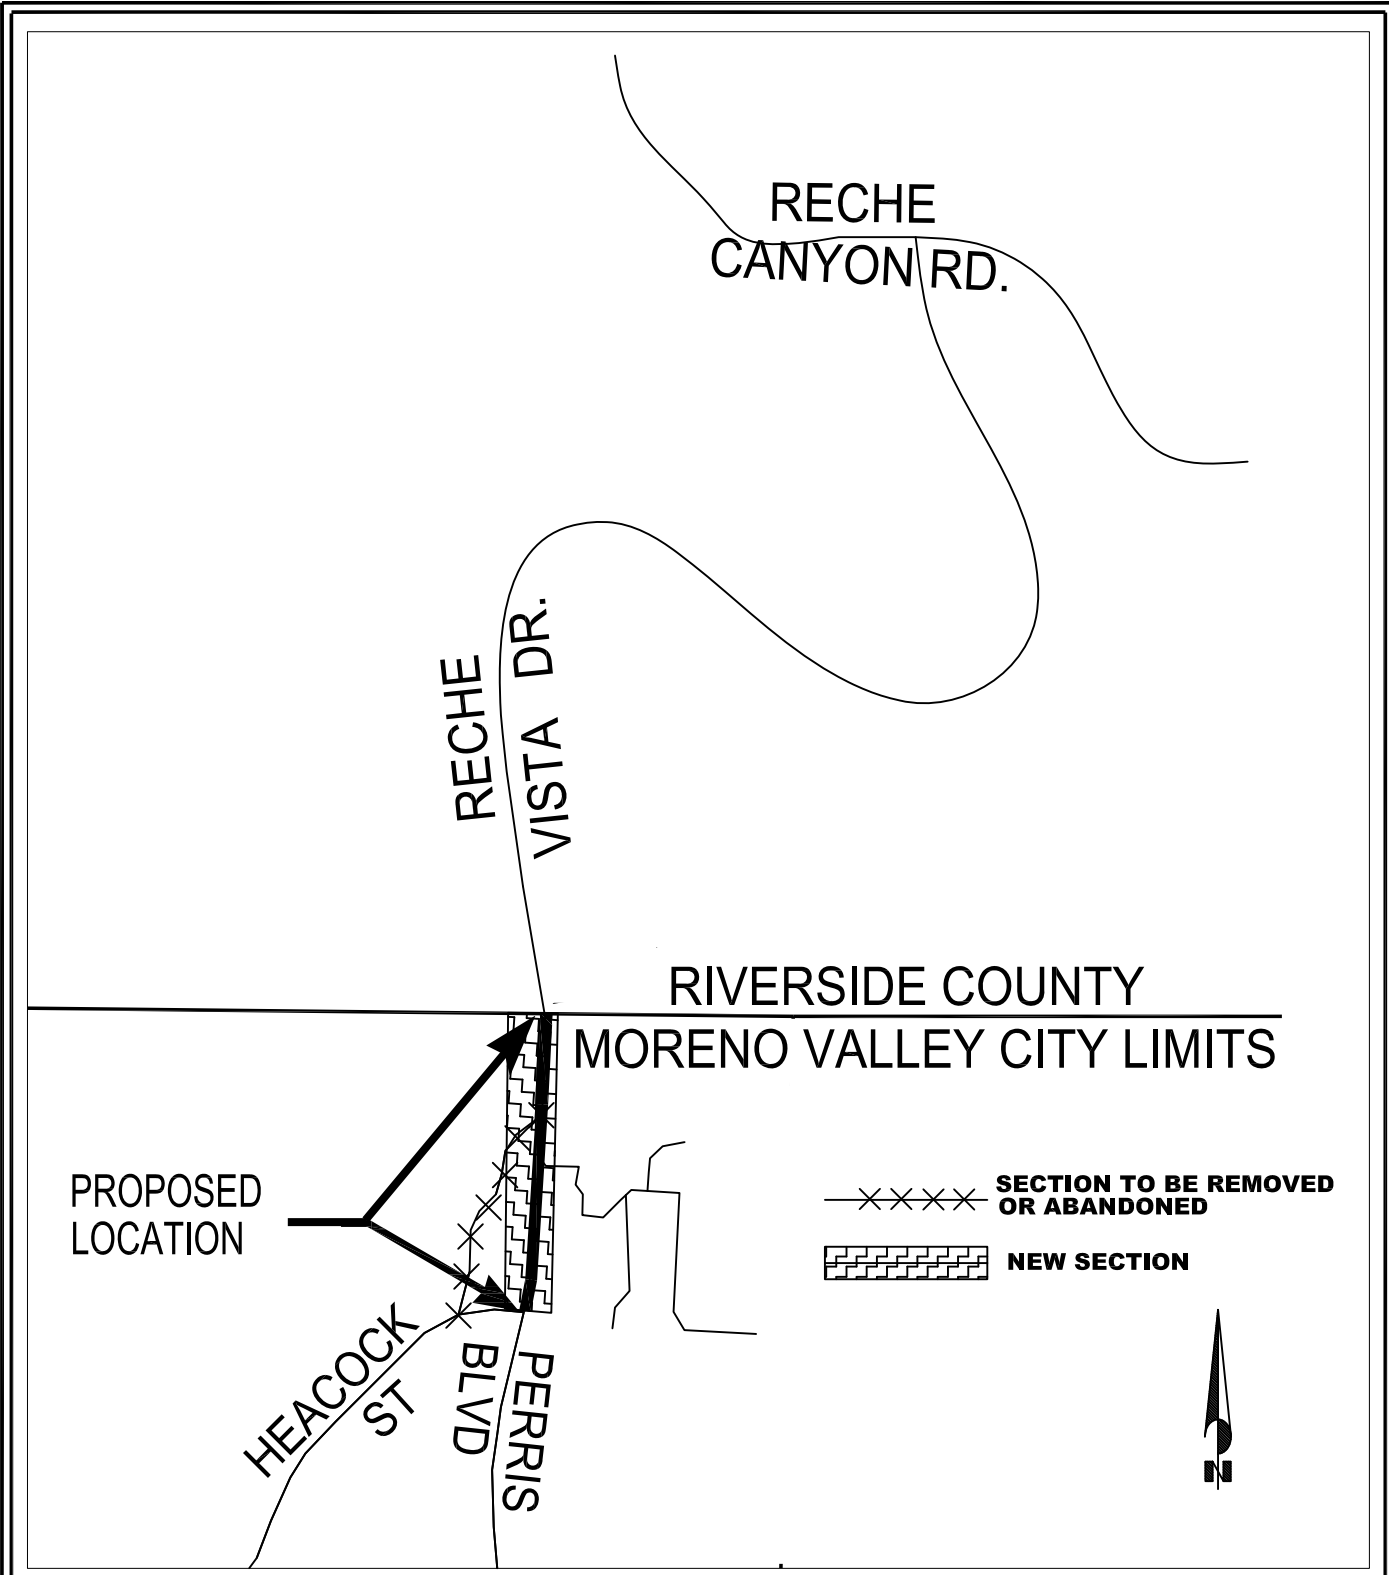 RECHE
CANYON RD.
RECHE
VISTA DR.
RIVERSIDE COUNTY
MORENO VALLEY CITY LIMITS
PROPOSED
LOCATION
SECTION TO BE REMOVED
OR ABANDONED
NEW SECTION
HEACOCK
ST
PERRIS
BLVD
N